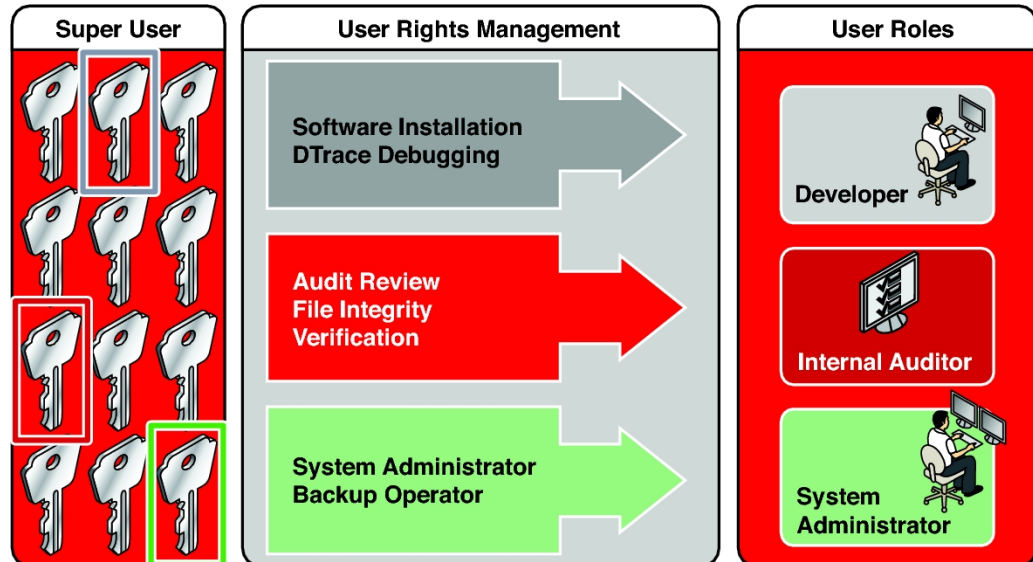 Super User
User Rights Management
User Roles
Software Installation
DTrace Debugging
Developer
Audit Review
File Integrity
Verification
Internal Auditor
System Administrator
Backup Operator
System
Administrator